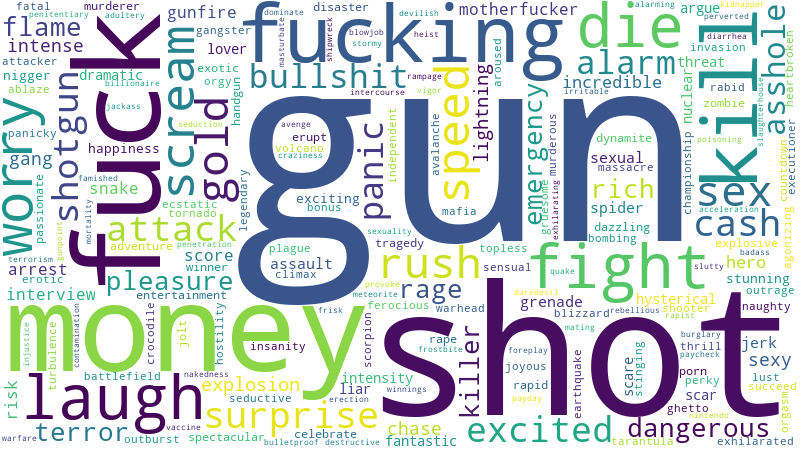 fatal
murderer
penitentiary
adultery
gunfire
gangster
lover
disaster
dominate
masturbate
shipwreck
blowjob
stormy
devilish
heist
motherfucker
argue
alarming
kidnapper
perverted
diarrhea
invasion
flame
intense
attacker
nigger
ablaze
dramatic
billionaire
jackass
panicky
happiness
fuck
scream
exotic
orgy
handgun
fucking
bullshit
rampage
intercourse
vigor
aroused
die
alarm
incredible
irritable
threat
nuclear
zombie
rabid
kill
asshole
heartbroken
slaughterhouse
worry
gang
shotgun
gold
seduction
avenge
erupt
volcano
craziness
gun
panic
independent
speed
avalanche
lightning
emergency
murderous
dynamite
sexual
massacre
poisoning
countdown
executioner
agonizing
championship
passionate
famished
snake
mortality
gunpoint
ecstatic
tornado
legendary
exciting
bonus
mafia
gruesome
exhilarating
rich
spider
dazzling
bombing
sex
acceleration
cash
explosive
badass
attack
adventure
penetration
plague
sexuality
tragedy
topless
terrorism
arrest
erotic
pleasure
score
winner
assault
climax
rush
sensual
fight
quake
slutty
hero
stunning
outrage
interview
entertainment
provoke
meteorite
ferocious
rage
warhead
daredevil
grenade
blizzard
rebellious
hysterical
shooter
rapist
naughty
money
injustice
turbulence
contamination
crocodile
jolt
hostility
frisk
insanity
scorpion
rape
frostbite
killer
shot
mating
foreplay
joyous
rapid
earthquake
scare
stinging
burglary
thrill
paycheck
jerk
sexy
porn
perky
lust
succeed
risk
battlefield
nakedness
laugh
explosion
seductive
erection
liar
intensity
winnings
payday
ghetto
scar
nintendo
orgasm
vaccine
surprise
chase
excited
dangerous
warfare
terror
outburst
spectacular
celebrate
bulletproof
destructive
fantastic
tarantula
exhilarated